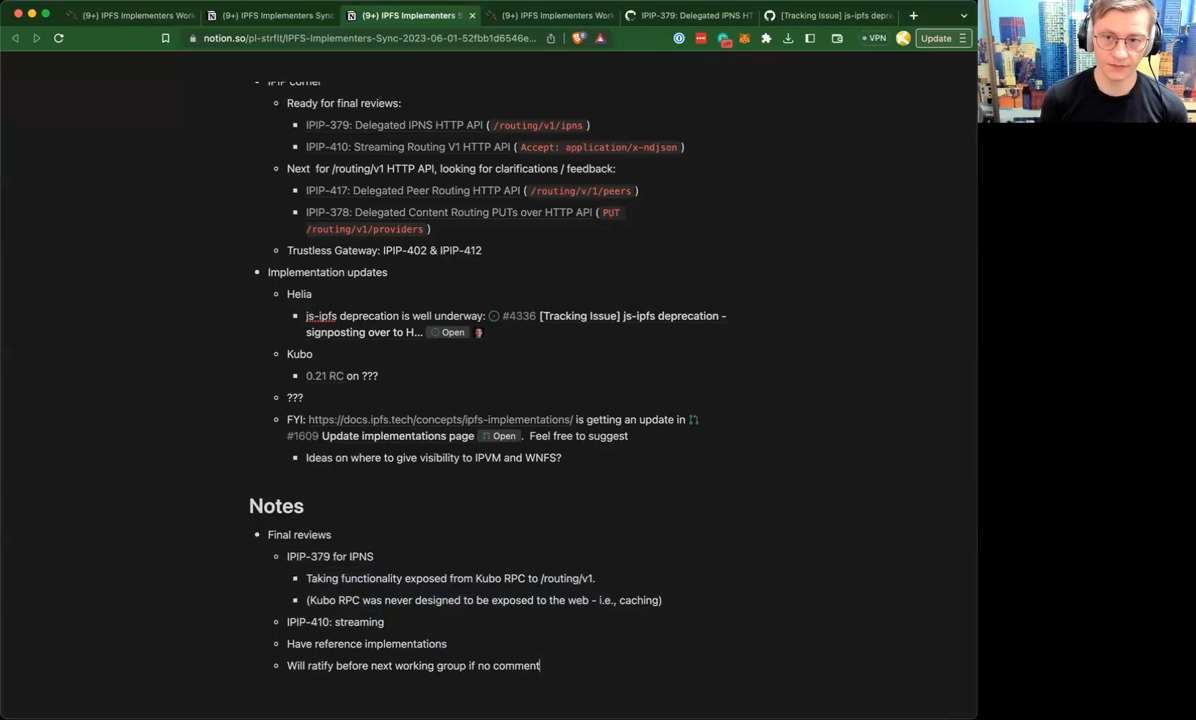 (9+) IPFS Implementers Work
(9+) IPFS Implementers Sync
(9+) IPFS Implementers S
(9+) IPFS Implementers Wor
IPIP-379: Delegated IPNS HT
[Tracking Issue] js-ipfs depre
notion.so/pl-strflt/IPFS-Implementers-Sync-2023-06-01-52fbb1d6546e...
VPN
Update
IPIP corner
Ready for final reviews:
IPIP-379: Delegated IPNS HTTP API ( /routing/v1/ipns )
IPIP-410: Streaming Routing V1 HTTP API ( Accept: application/x-ndjson )
Next for /routing/v1 HTTP API, looking for clarifications / feedback:
IPIP-417: Delegated Peer Routing HTTP API ( /routing/v/1/peers )
IPIP-378: Delegated Content Routing PUTs over HTTP API ( PUT
/routing/v1/providers )
Trustless Gateway: IPIP-402 & IPIP-412
Implementation updates
Helia
js-ipfs deprecation is well underway: #4336 [Tracking Issue] js-ipfs deprecation -
signposting over to H... Open
Kubo
0.21 RC on ???
???
FYI: https://docs.ipfs.tech/concepts/ipfs-implementations/ is getting an update in
#1609 Update implementations page Open . Feel free to suggest
Ideas on where to give visibility to IPVM and WNFS?
Notes
Final reviews
IPIP-379 for IPNS
Taking functionality exposed from Kubo RPC to /routing/v1.
(Kubo RPC was never designed to be exposed to the web - i.e., caching)
IPIP-410: streaming
Have reference implementations
Will ratify before next working group if no comment